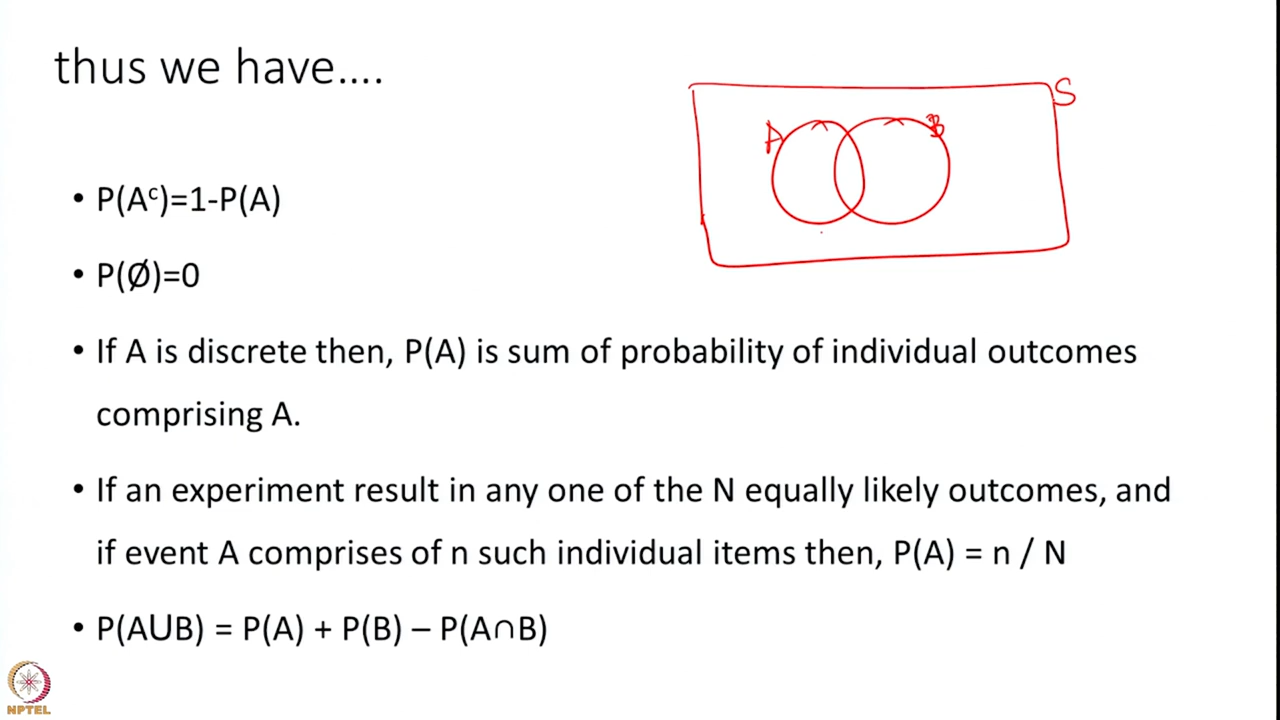 thus we have....
S
A
B
• P(Aᶜ)=1-P(A)
• P(Ø)=0
• If A is discrete then, P(A) is sum of probability of individual outcomes
comprising A.
• If an experiment result in any one of the N equally likely outcomes, and
if event A comprises of n such individual items then, P(A) = n / N
• P(AUB) = P(A) + P(B) – P(A∩B)
NPTEL